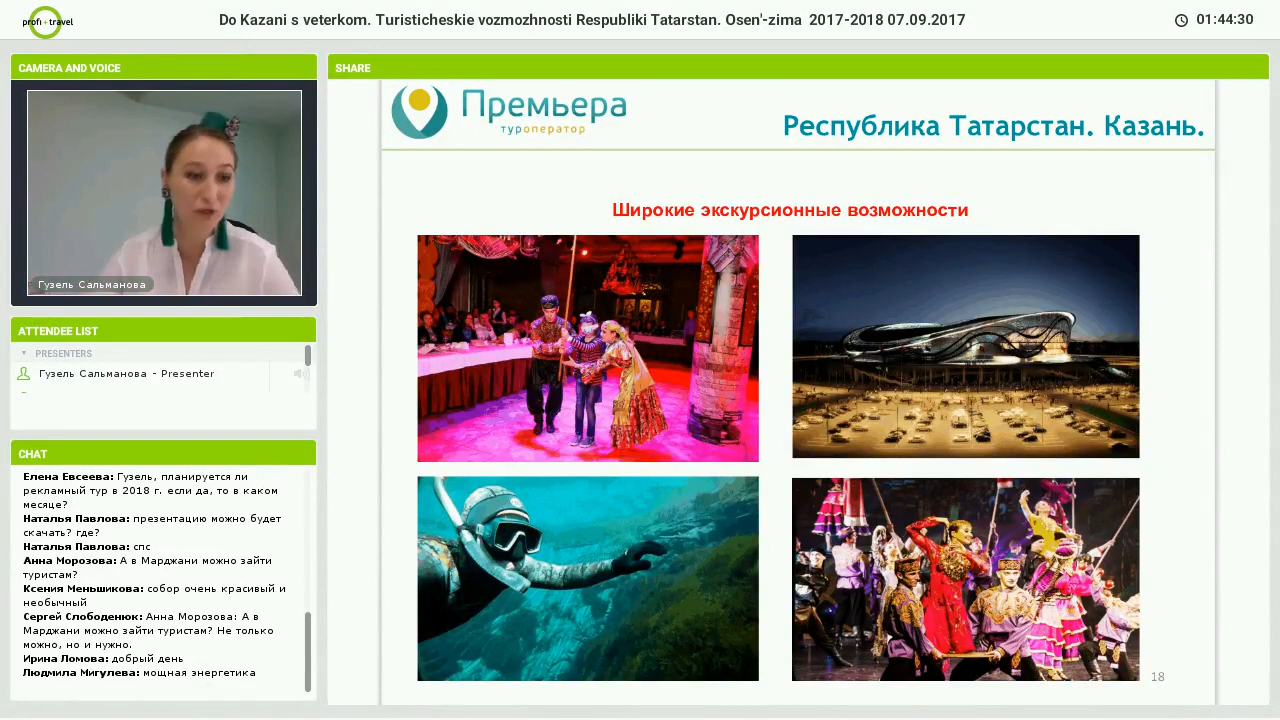 profi travel
Do Kazani s veterkom. Turisticheskie vozmozhnosti Respubliki Tatarstan. Osen'-zima 2017-2018 07.09.2017
01:44:30
CAMERA AND VOICE
Гузель Сальманова
ATTENDEE LIST
PRESENTERS
Гузель Сальманова - Presenter
CHAT
Елена Евсеева: Гузель, планируется ли
рекламный тур в 2018 г. если да, то в каком
месяце?
Наталья Павлова: презентацию можно будет
скачать? где?
Наталья Павлова: спс
Анна Морозова: А в Марджани можно зайти
туристам?
Ксения Меньшикова: собор очень красивый и
необычный
Сергей Слободенюк: Анна Морозова: А в
Марджани можно зайти туристам? Не только
можно, но и нужно.
Ирина Ломова: добрый день
Людмила Мигулева: мощная энергетика
SHARE
Премьера
туроператор
Республика Татарстан. Казань.
Широкие экскурсионные возможности
18